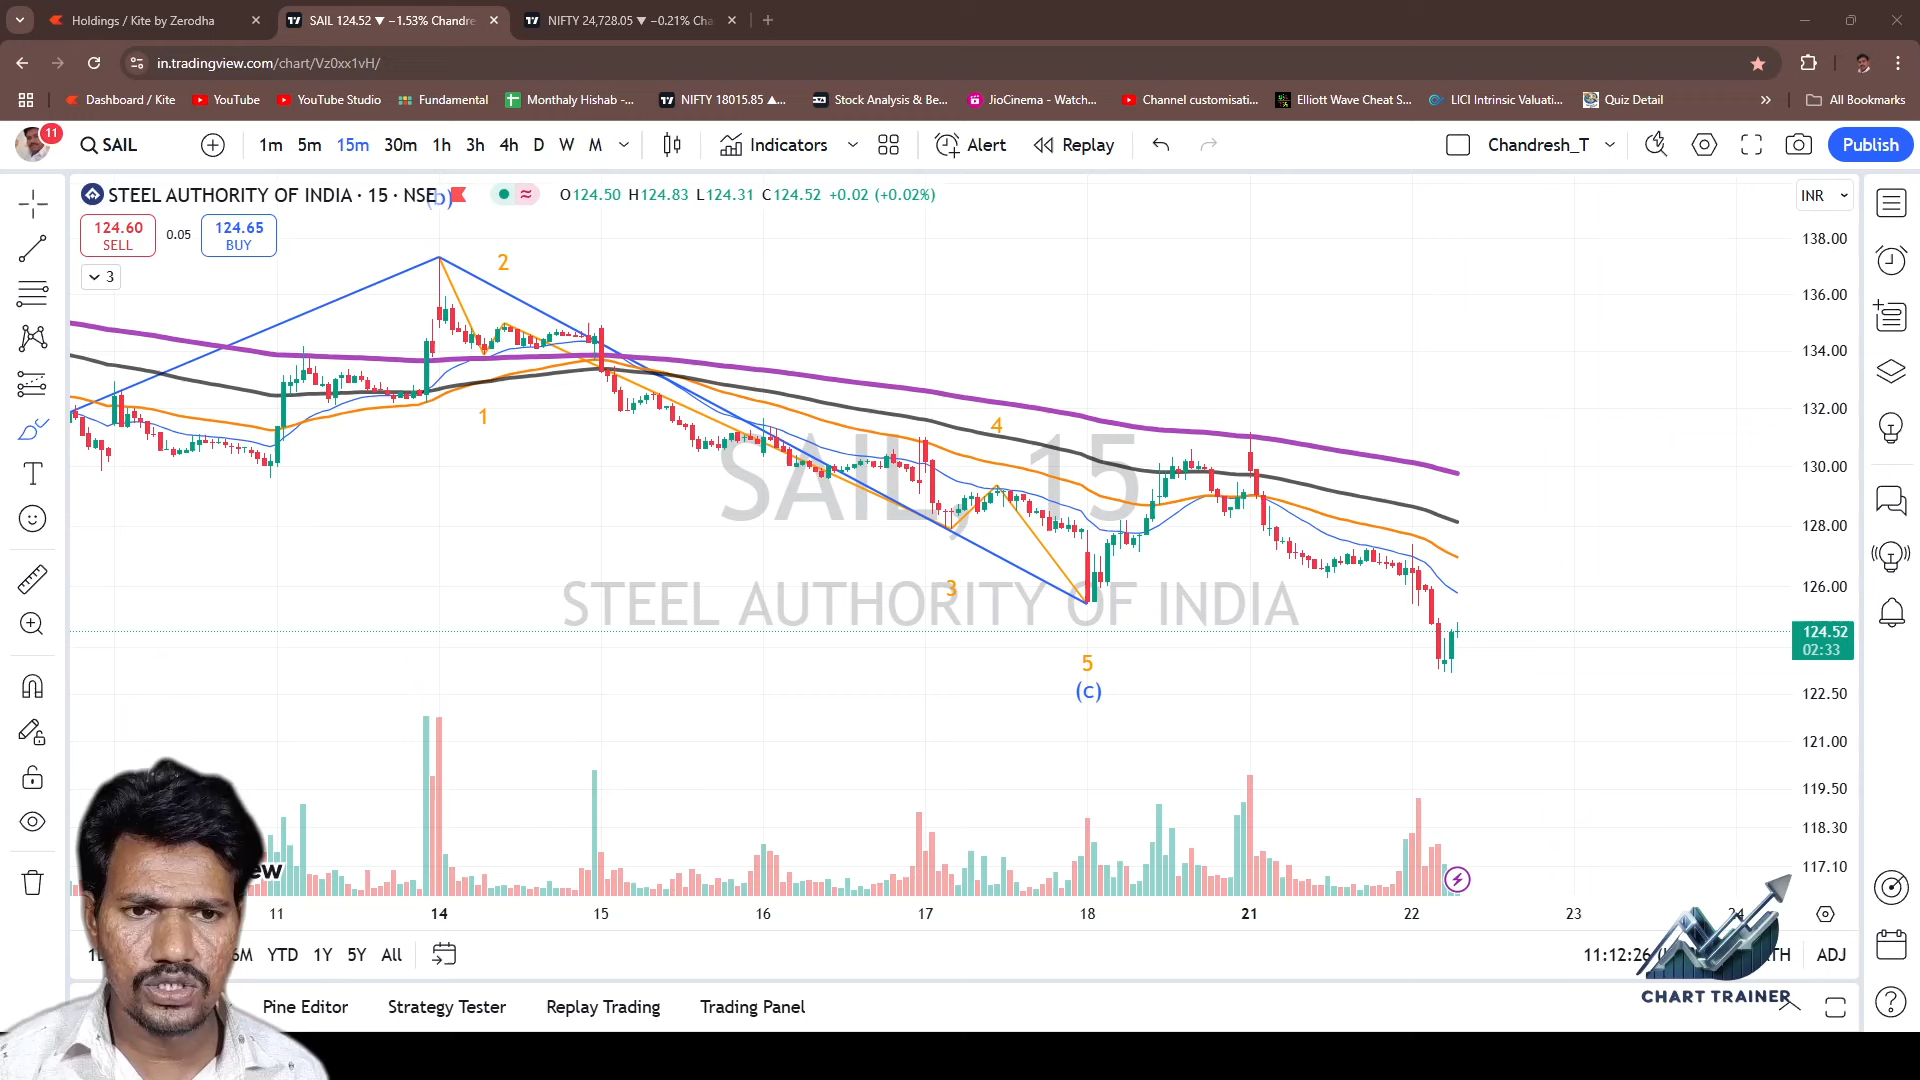 Holdings / Kite by Zerodha
SAIL 124.52 ▼ −1.53% Chandre
NIFTY 24,728.05 ▼ −0.21% Cha
in.tradingview.com/chart/Vz0xx1vH/
Dashboard / Kite
YouTube
YouTube Studio
Fundamental
Monthaly Hishab -...
NIFTY 18015.85 ▲...
Stock Analysis & Be...
JioCinema - Watch...
Channel customisati...
Elliott Wave Cheat S...
LICI Intrinsic Valuati...
Quiz Detail
All Bookmarks
11
SAIL
1m 5m 15m 30m 1h 3h 4h D W M
Indicators
Alert
Replay
Chandresh_T
Publish
STEEL AUTHORITY OF INDIA · 15 · NSE
(b)
O124.50 H124.83 L124.31 C124.52 +0.02 (+0.02%)
INR
124.60
SELL
0.05
124.65
BUY
3
138.00
136.00
134.00
132.00
130.00
128.00
126.00
124.52
02:33
122.50
121.00
119.50
118.30
117.10
2
1
4
3
5
(c)
SAIL, 15
STEEL AUTHORITY OF INDIA
ew
11 14 15 16 17 18 21 22 23 24
6M YTD 1Y 5Y All
11:12:26
TH
ADJ
Pine Editor
Strategy Tester
Replay Trading
Trading Panel
CHART TRAINER